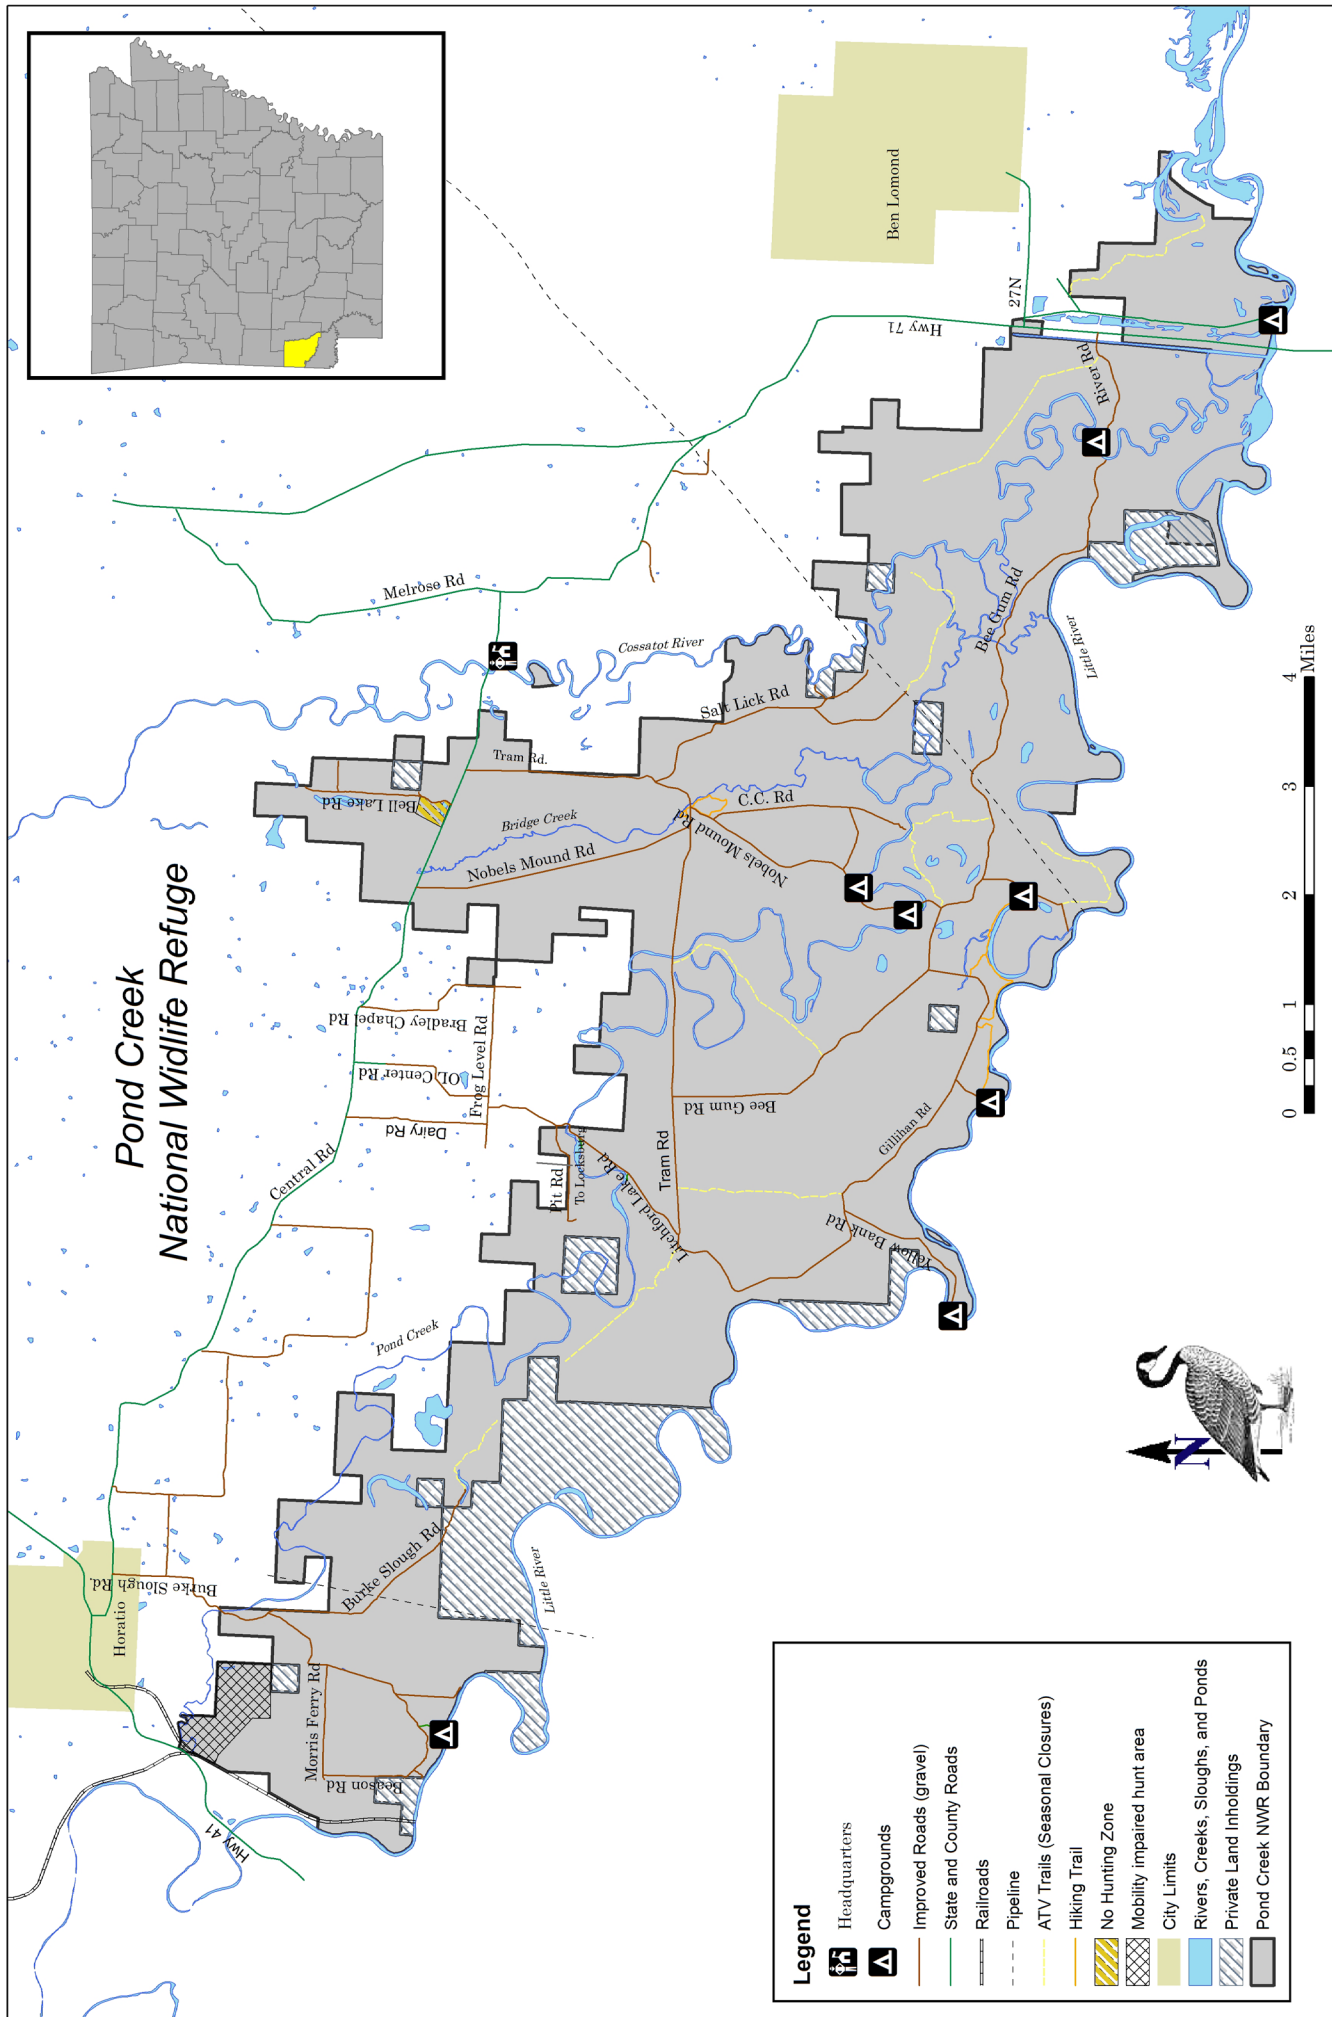 Pond Creek
National Widlife Refuge
Horatio
Ben Lomond
Hwy 41
Hwy 71
27N
Burke Slough Rd.
Burke Slough Rd
Morris Ferry Rd
Beason Rd
Central Rd
Pond Creek
Little River
Dairy Rd
OL Center Rd
Bradley Chapel Rd
Frog Level Rd
Pit Rd
To Locksburg
Litchford Lake Rd
Tram Rd
Bee Gum Rd
Yellow Bank Rd
Gillihan Rd
Nobels Mound Rd
Bridge Creek
Bell Lake Rd
Tram Rd.
Nobels Mound Rd
C.C. Rd
Salt Lick Rd
Cossatot River
Melrose Rd
Bee Gum Rd
Little River
River Rd
N
0 0.5 1 2 3 4
Miles
Legend
Headquarters
Campgrounds
Improved Roads (gravel)
State and County Roads
Railroads
Pipeline
ATV Trails (Seasonal Closures)
Hiking Trail
No Hunting Zone
Mobility impaired hunt area
City Limits
Rivers, Creeks, Sloughs, and Ponds
Private Land Inholdings
Pond Creek NWR Boundary